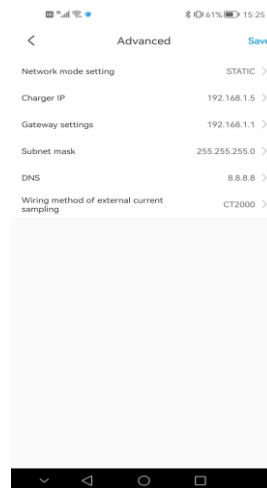 61% 15:25
Advanced Save
Network mode setting STATIC
Charger IP 192.168.1.5
Gateway settings 192.168.1.1
Subnet mask 255.255.255.0
DNS 8.8.8.8
Wiring method of external current
sampling CT2000